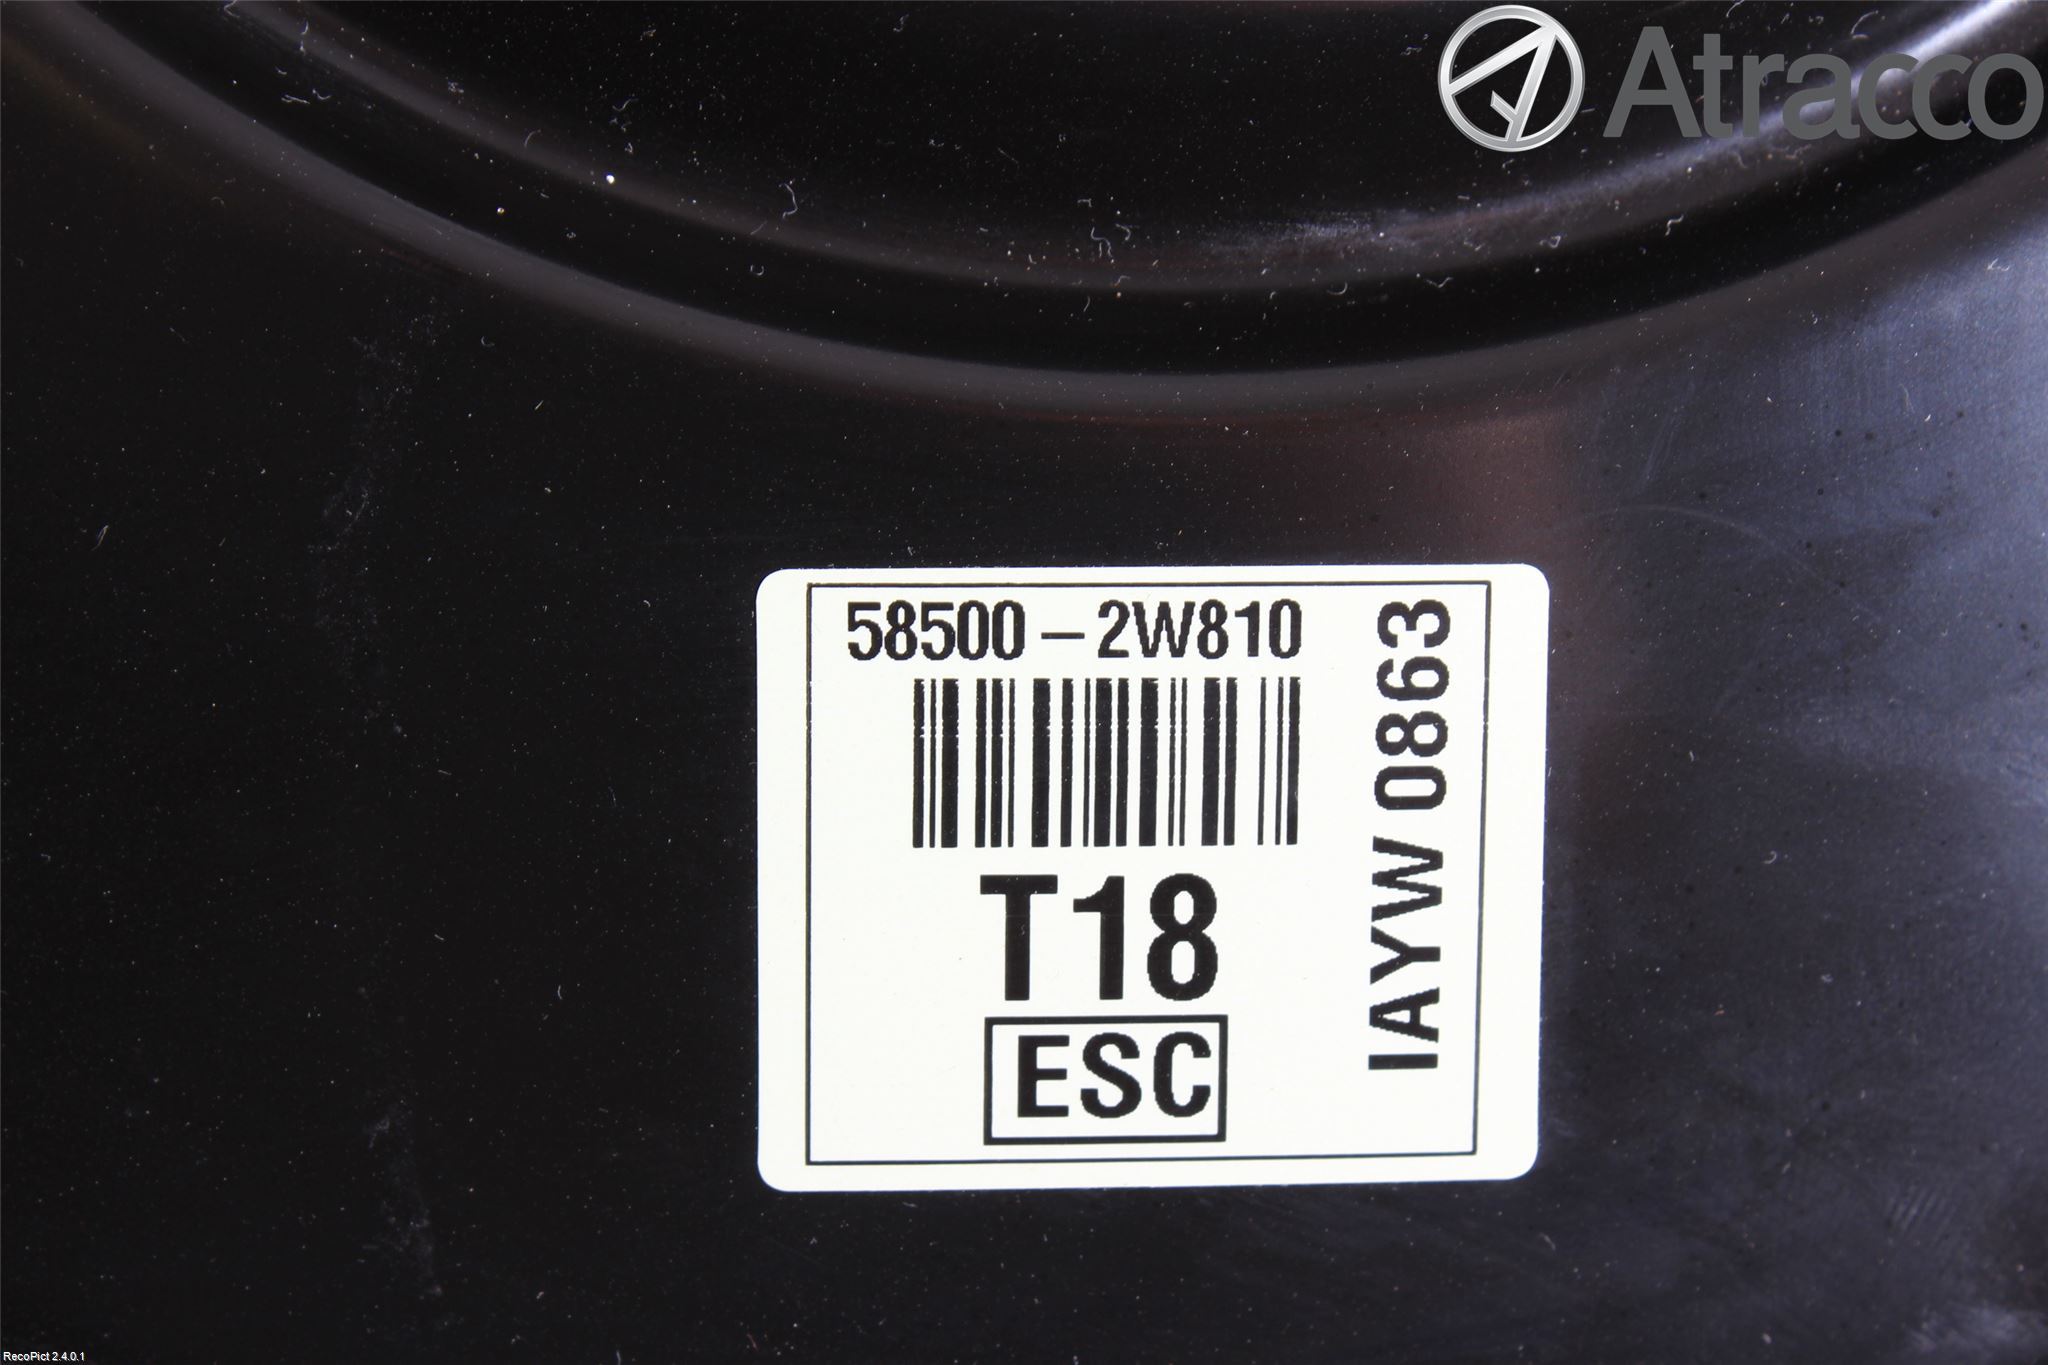 Atracco
58500-2W810
T18
ESC
IAYW 0863
RecoPict 2.4.0.1